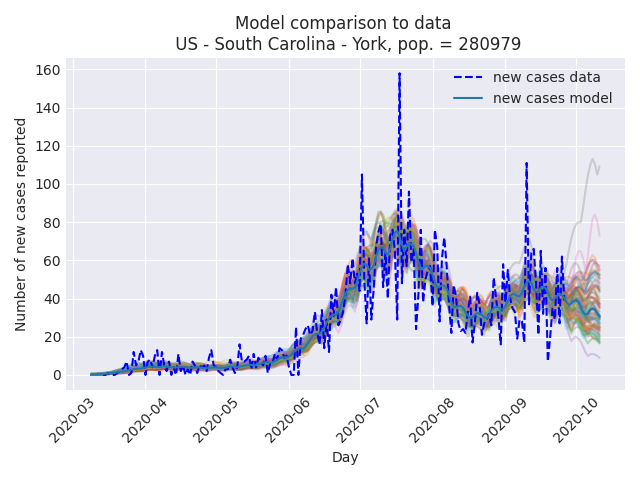 Model comparison to data
US - South Carolina - York, pop. = 280979
new cases data
new cases model
Number of new cases reported
160
140
120
100
80
60
40
20
0
2020-03
2020-04
2020-05
2020-06
2020-07
2020-08
2020-09
2020-10
Day